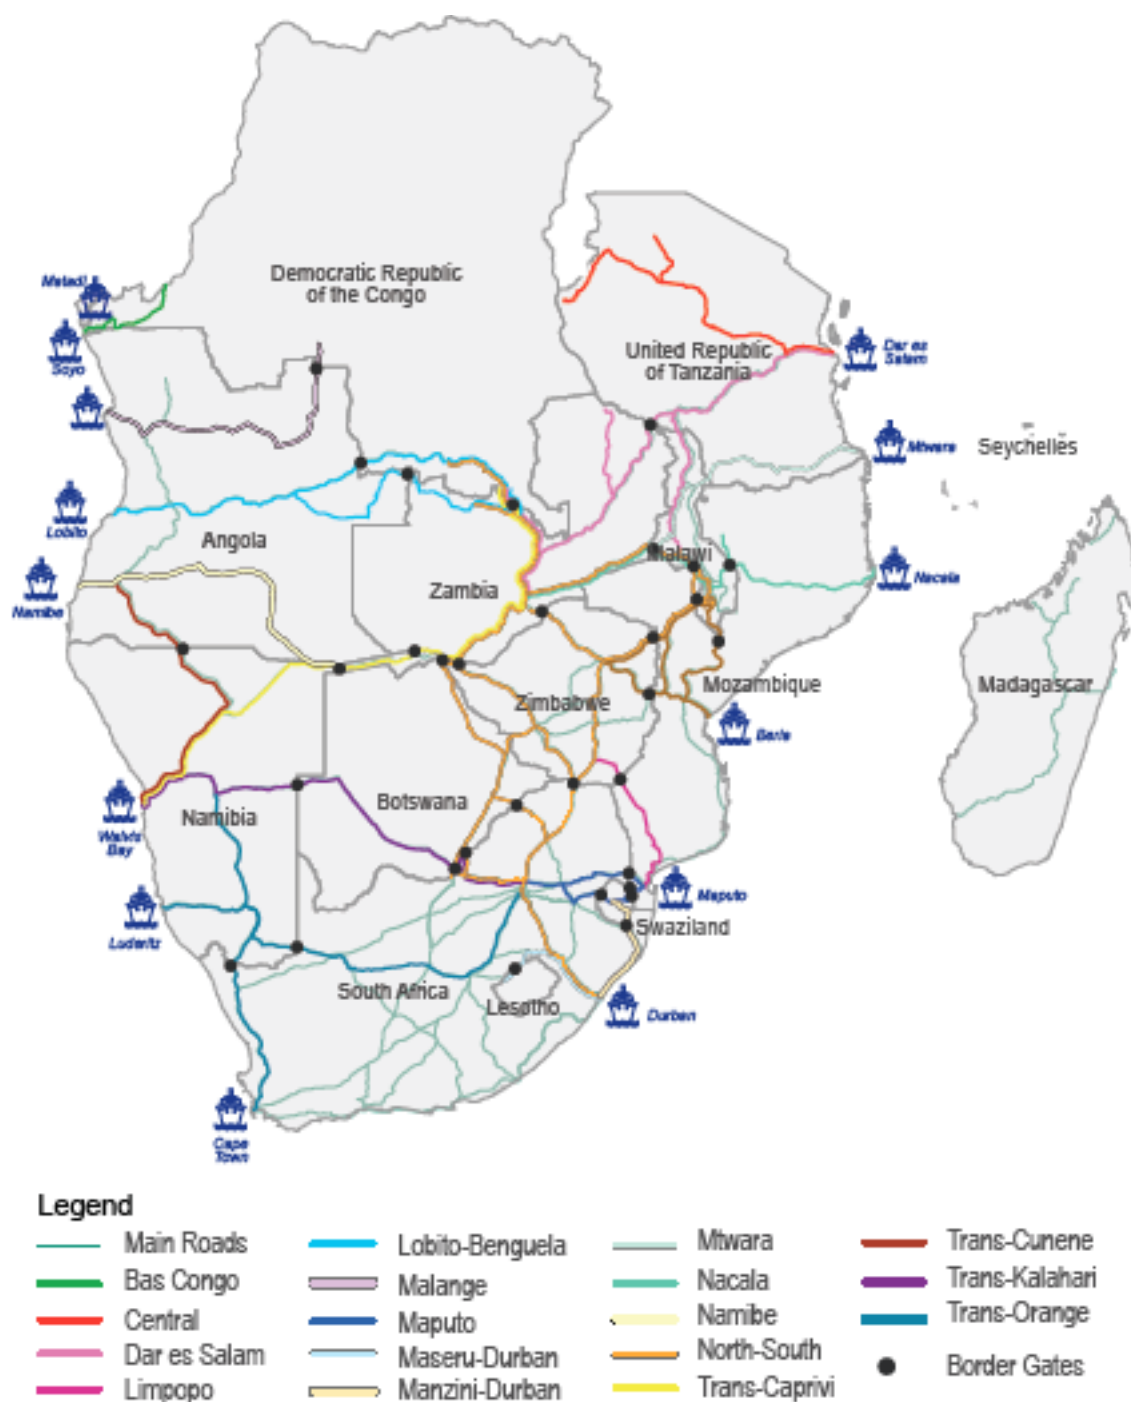 Democratic Republic
of the Congo
Matadi
Soyo
United Republic
of Tanzania
Dar es
Salam
Mtwara
Seychelles
Lobito
Angola
Malawi
Nacala
Namibe
Zambia
Zimbabwe
Mozambique
Madagascar
Beria
Botswana
Namibia
Walvis
Bay
Maputo
Luderitz
Swaziland
South Africa
Lesotho
Durban
Cape
Town
Legend
Main Roads
Bas Congo
Central
Dar es Salam
Limpopo
Lobito-Benguela
Malange
Maputo
Maseru-Durban
Manzini-Durban
Mtwara
Nacala
Namibe
North-South
Trans-Caprivi
Trans-Cunene
Trans-Kalahari
Trans-Orange
Border Gates